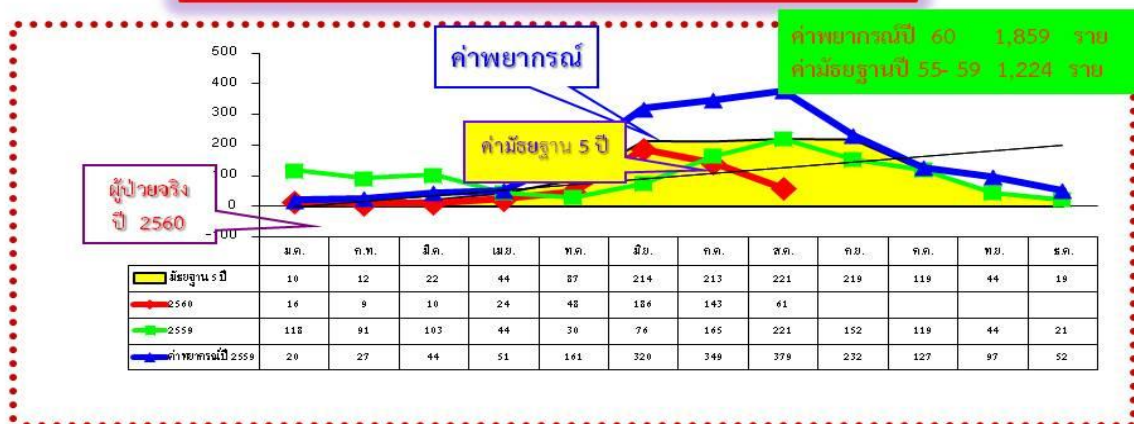 ค่าพยากรณ์ปี 60 1,859 ราย
ค่ามัธยฐานปี 55- 59 1,224 ราย
ค่าพยากรณ์
ค่ามัธยฐาน 5 ปี
ผู้ป่วยจริง
ปี 2560
500
400
300
200
100
0
-100
ม.ค. ก.พ. มี.ค. เม.ย. พ.ค. มิ.ย. ก.ค. ส.ค. ก.ย. ต.ค. พ.ย. ธ.ค.
มัธยฐาน 5 ปี 10 12 22 44 87 214 213 221 219 119 44 19
2560 16 9 10 24 48 186 143 61
2559 118 91 103 44 30 76 165 221 152 119 44 21
ค่าพยากรณ์ปี 2559 20 27 44 51 161 320 349 379 232 127 97 52